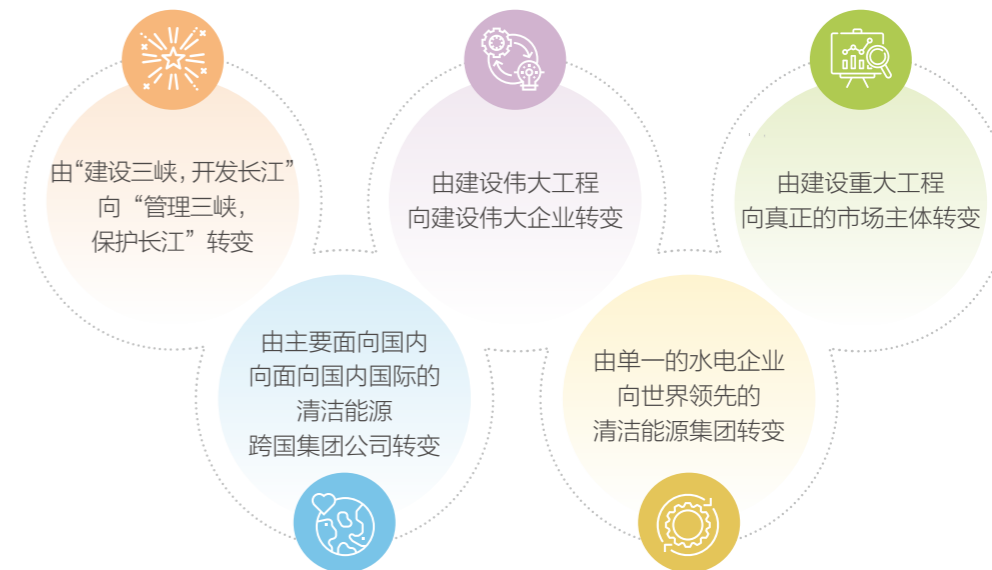 由“建设三峡，开发长江”
向“管理三峡，
保护长江”转变
由建设伟大工程
向建设伟大企业转变
由建设重大工程
向真正的市场主体转变
由主要面向国内
向面向国内国际的
清洁能源
跨国集团公司转变
由单一的水电企业
向世界领先的
清洁能源集团转变